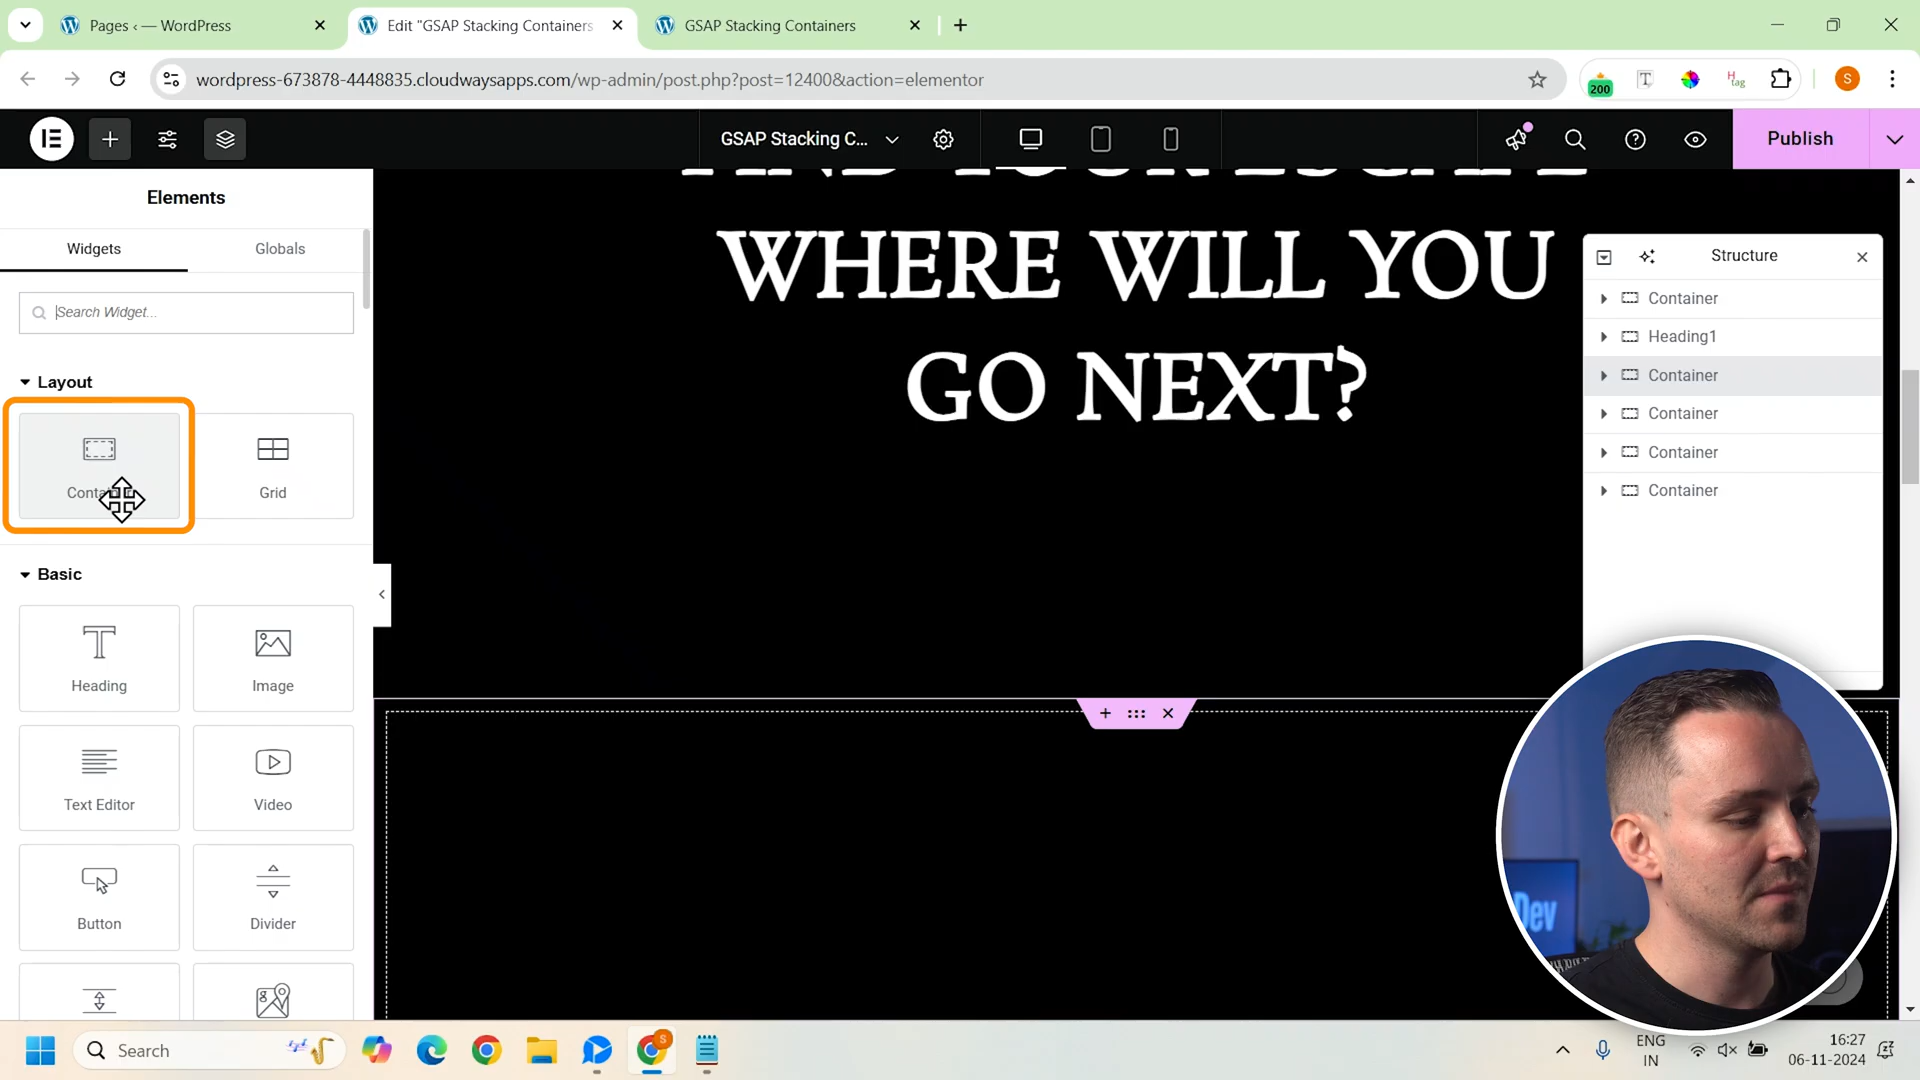 Pages ‹ — WordPress
Edit "GSAP Stacking Containers
GSAP Stacking Containers
wordpress-673878-4448835.cloudwaysapps.com/wp-admin/post.php?post=12400&action=elementor
200
T
H
tag
S
GSAP Stacking C...
Publish
Elements
Widgets
Globals
Search Widget...
Layout
Grid
Basic
Heading
Image
Text Editor
Video
Button
Divider
WHERE WILL YOU
GO NEXT?
Structure
Container
Heading1
Container
Container
Container
Container
Dev
Search
S
ENG
IN
16:27
06-11-2024